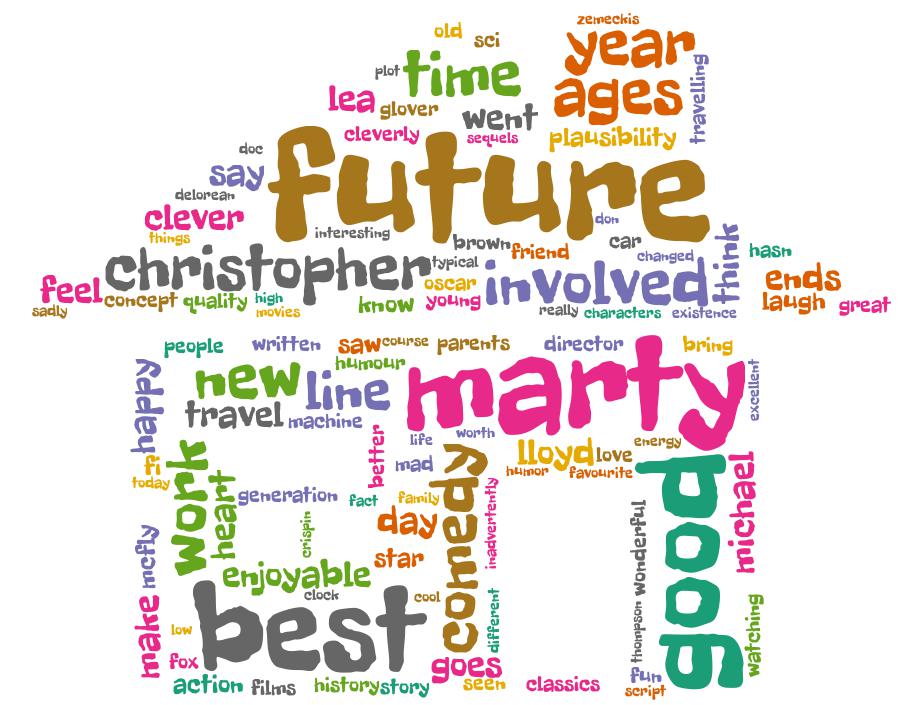 zemeckis
old
sci
year
plot
time
travelling
lea
glover
ages
went
cleverly
sequels
plausibility
doc
future
say
delorean
clever
things
don
interesting
brown
friend
car
think
hasn
christopher
typical
changed
feel
concept
quality
high
oscar
involved
ends
sadly
movies
know
young
really
characters
existence
laugh
great
people
written
saw
course
parents
director
bring
happy
new
humour
line
marty
excellent
travel
machine
life
worth
better
mad
lloyd
love
energy
humor
favourite
fi
today
work
heart
generation
fact
family
comedy
inadvertently
good
michael
crispin
day
star
wonderful
mcfly
enjoyable
clock
cool
best
different
thompson
watching
make
low
fox
goes
action
films
history
story
seen
classics
fun
script